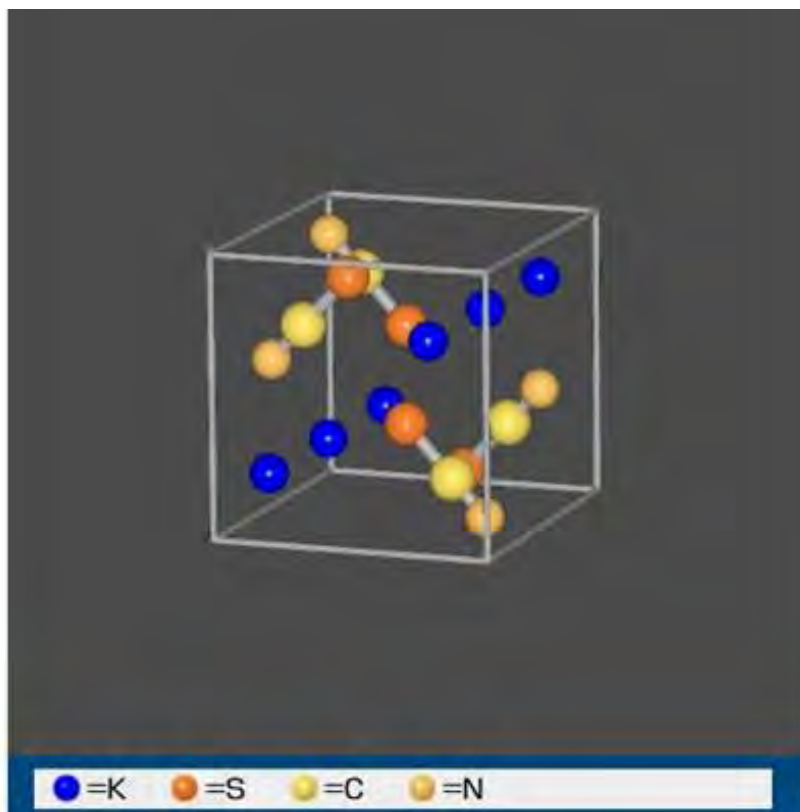 =K =S =C =N